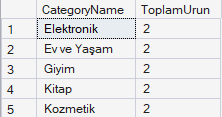 CategoryName ToplamUrun
1 Elektronik 2
2 Ev ve Yaşam 2
3 Giyim 2
4 Kitap 2
5 Kozmetik 2